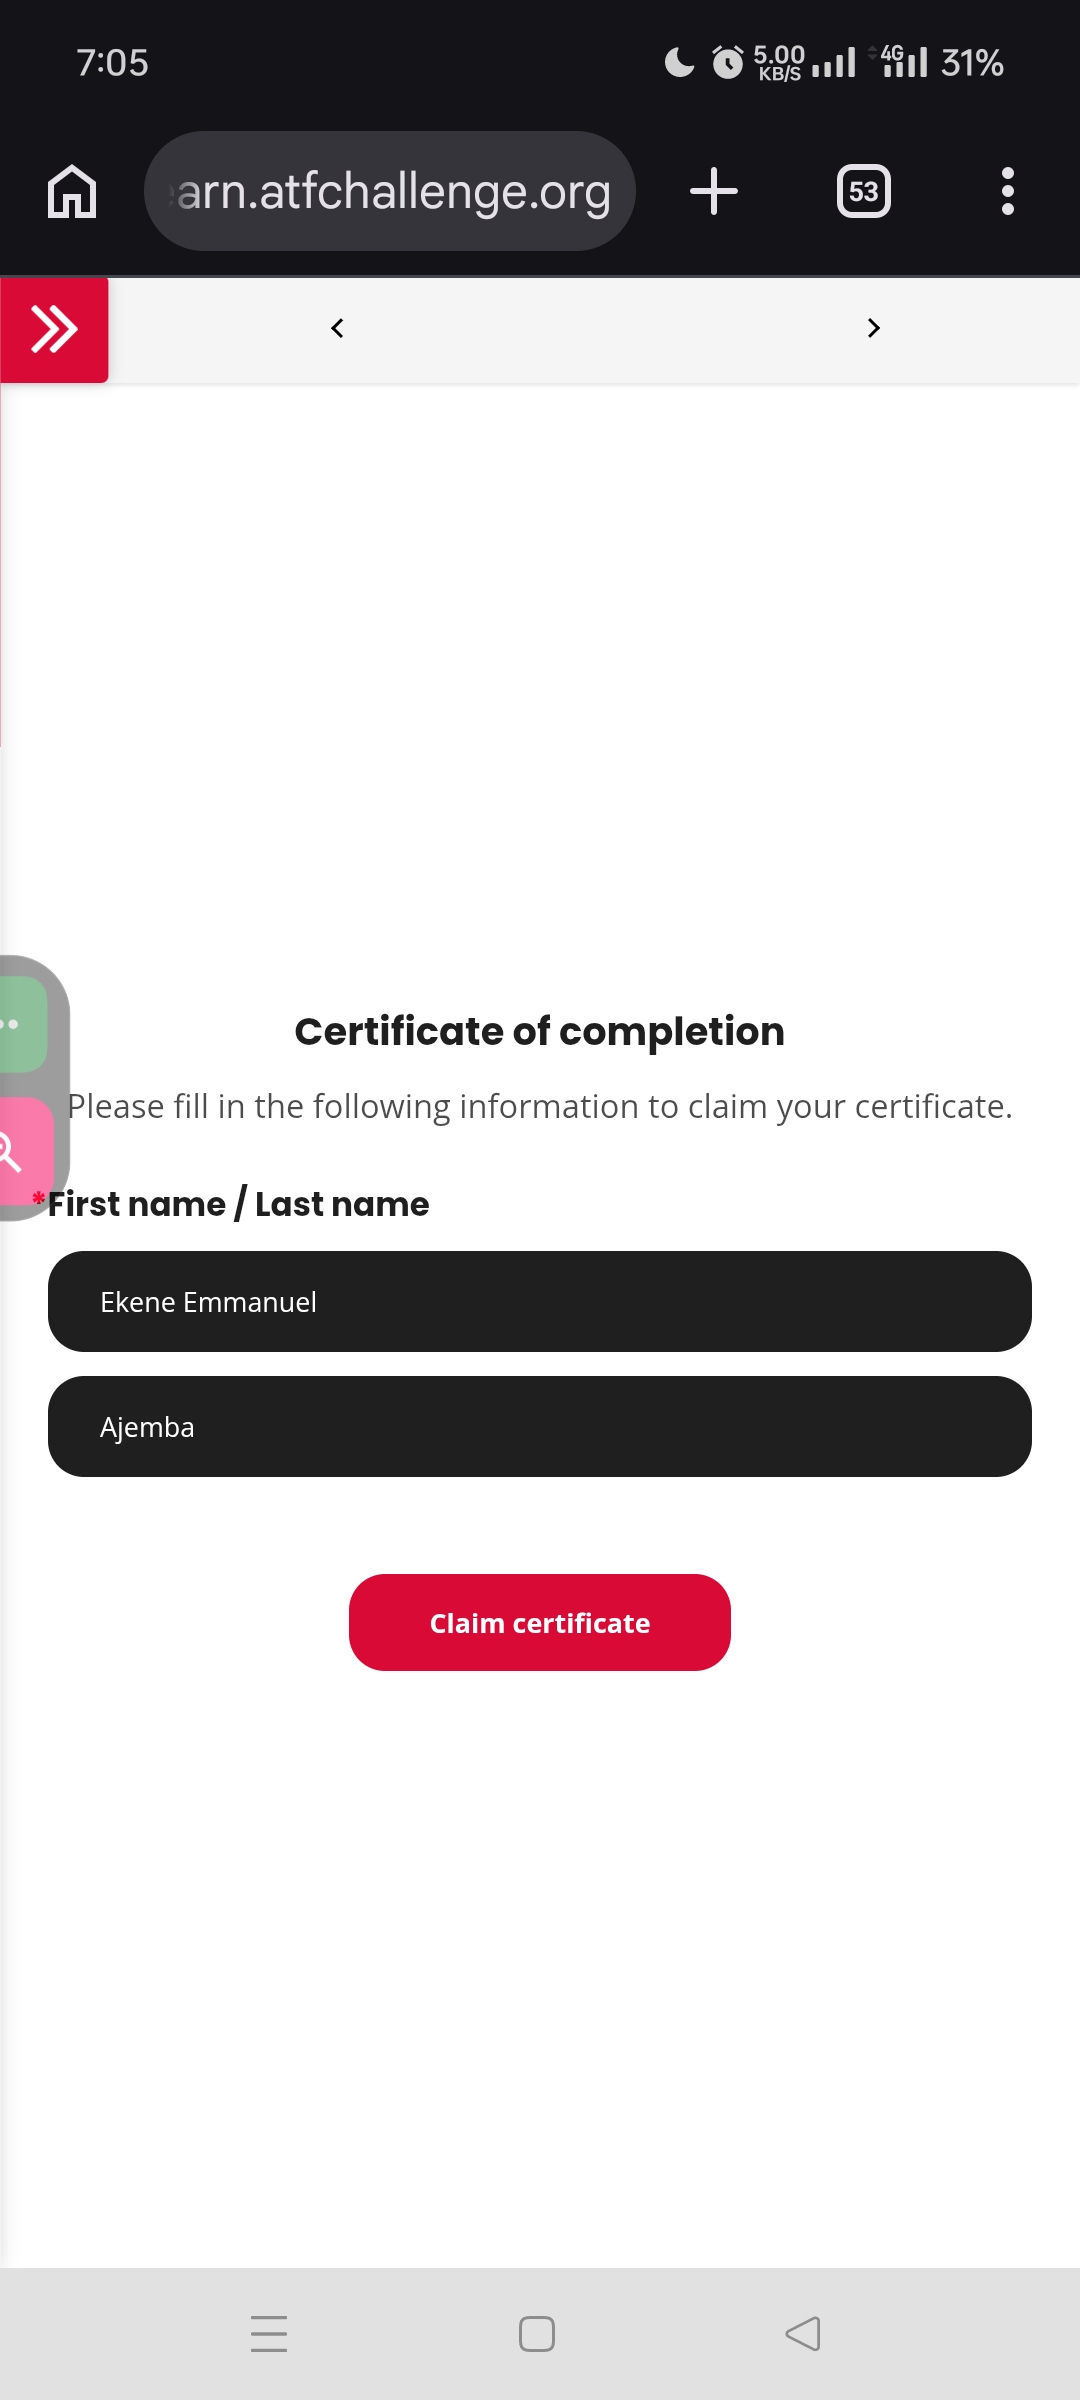 7:05
5.00
KB/S
4G
31%
arn.atfchallenge.org
53
Certificate of completion
Please fill in the following information to claim your certificate.
*First name / Last name
Ekene Emmanuel
Ajemba
Claim certificate